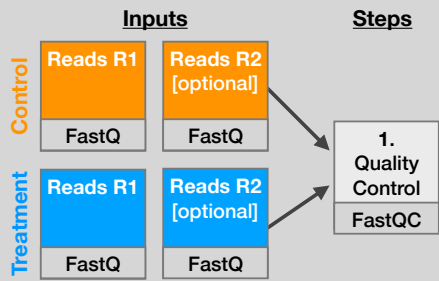 Inputs
Steps
Control
Reads R1
FastQ
Reads R2
[optional]
FastQ
Treatment
Reads R1
FastQ
Reads R2
[optional]
FastQ
1.
Quality
Control
FastQC